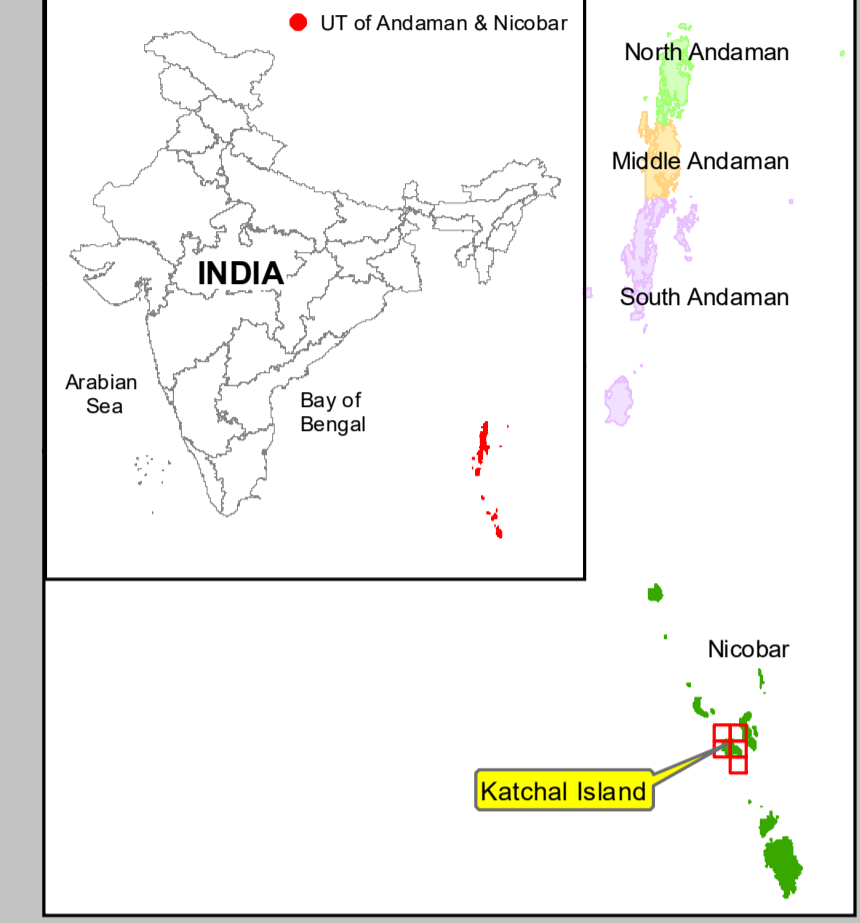 UT of Andaman & Nicobar
North Andaman
Middle Andaman
INDIA
South Andaman
Arabian
Sea
Bay of
Bengal
Nicobar
Katchal Island